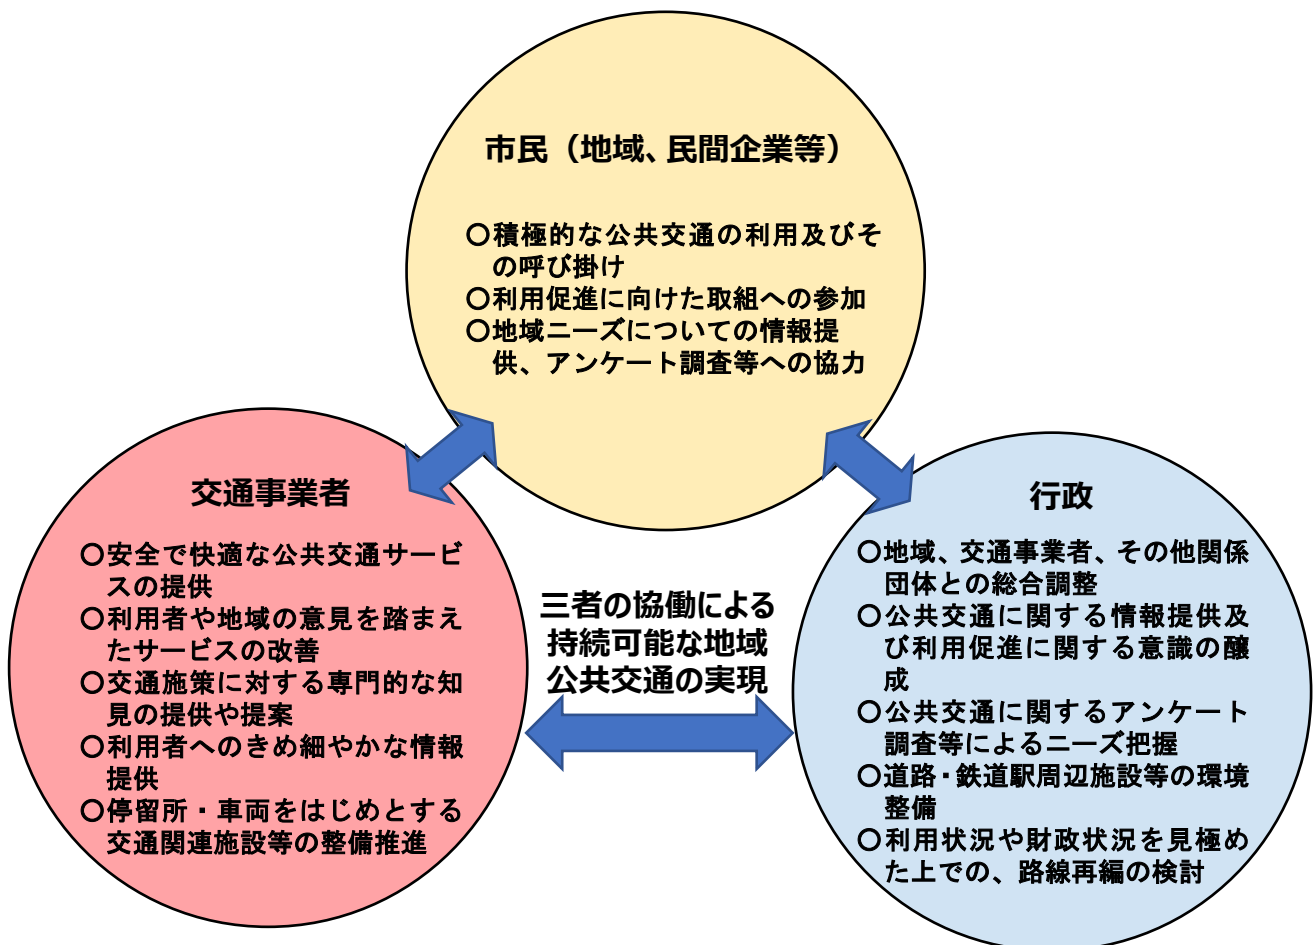 市民（地域、民間企業等）
〇積極的な公共交通の利用及びそ
の呼び掛け
〇利用促進に向けた取組への参加
〇地域ニーズについての情報提
供、アンケート調査等への協力
交通事業者
〇安全で快適な公共交通サービ
スの提供
〇利用者や地域の意見を踏まえ
たサービスの改善
〇交通施策に対する専門的な知
見の提供や提案
〇利用者へのきめ細やかな情報
提供
〇停留所・車両をはじめとする
交通関連施設等の整備推進
三者の協働による
持続可能な地域
公共交通の実現
行政
〇地域、交通事業者、その他関係
団体との総合調整
〇公共交通に関する情報提供及
び利用促進に関する意識の醸
成
〇公共交通に関するアンケート
調査等によるニーズ把握
〇道路・鉄道駅周辺施設等の環境
整備
〇利用状況や財政状況を見極め
た上での、路線再編の検討